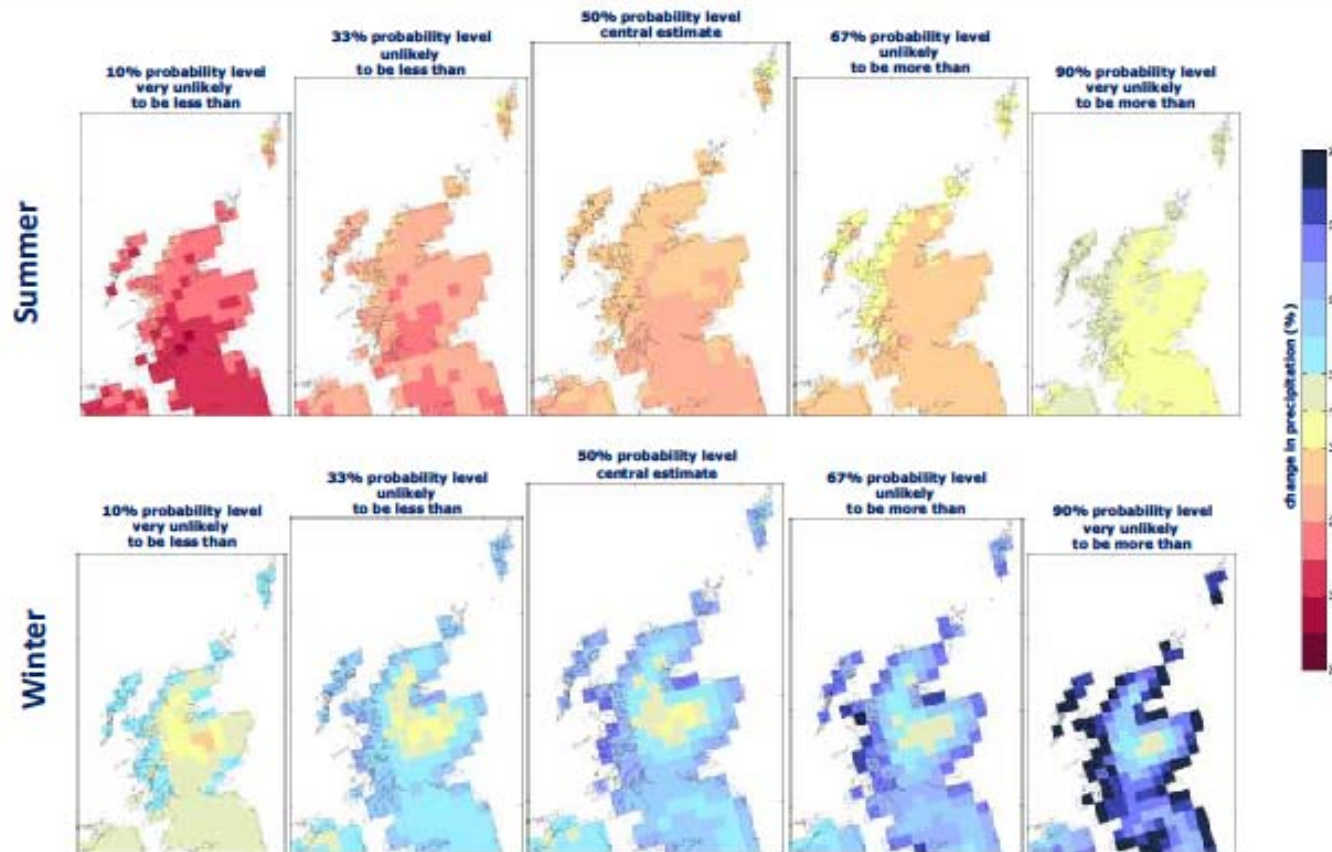 Summer
10% probability level
very unlikely
to be less than
33% probability level
unlikely
to be less than
50% probability level
central estimate
67% probability level
unlikely
to be more than
90% probability level
very unlikely
to be more than
change in precipitation (%)
Winter
10% probability level
very unlikely
to be less than
33% probability level
unlikely
to be less than
50% probability level
central estimate
67% probability level
unlikely
to be more than
90% probability level
very unlikely
to be more than